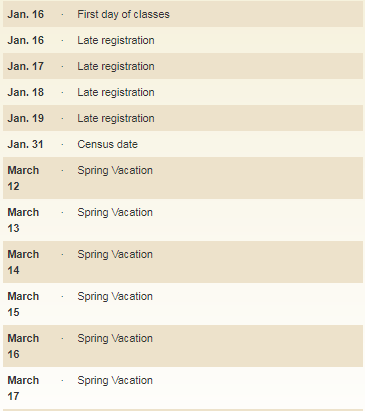 Jan. 16 · First day of classes
Jan. 16 · Late registration
Jan. 17 · Late registration
Jan. 18 · Late registration
Jan. 19 · Late registration
Jan. 31 · Census date
March · Spring Vacation
12
March · Spring Vacation
13
March · Spring Vacation
14
March · Spring Vacation
15
March · Spring Vacation
16
March · Spring Vacation
17